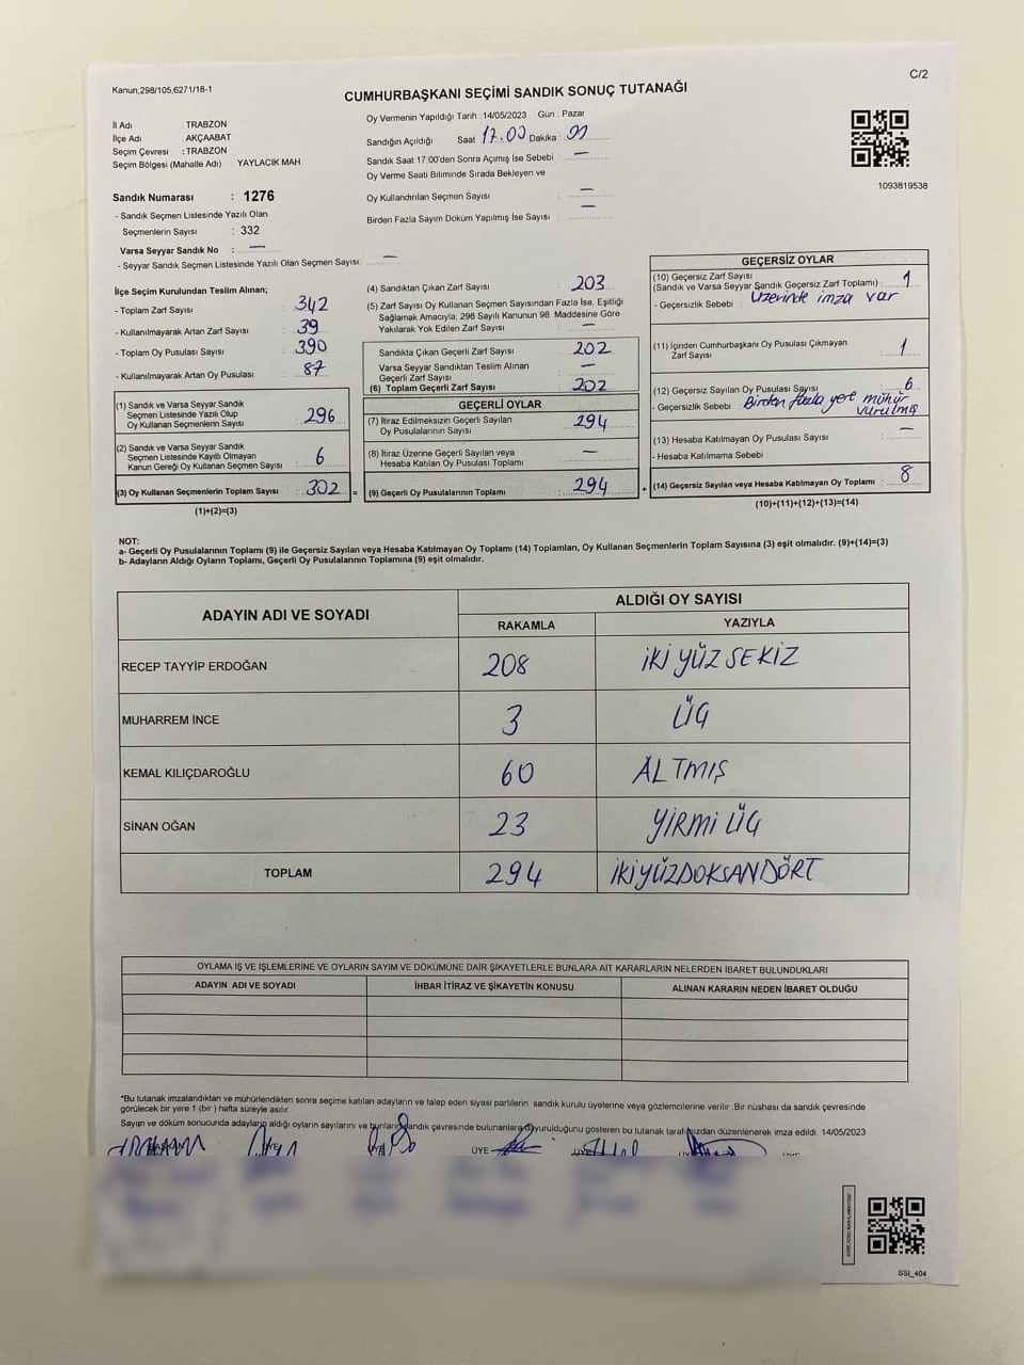 C/2
Kanun;298/105,6271/18-1
CUMHURBAŞKANI SEÇİMİ SANDIK SONUÇ TUTANAĞI
İl Adı TRABZON
İlçe Adı : AKÇAABAT
Seçim Çevresi : TRABZON
Seçim Bölgesi (Mahalle Adı) YAYLACIK MAH
Sandık Numarası : 1276
- Sandık Seçmen Listesinde Yazılı Olan
Seçmenlerin Sayısı : 332
Varsa Seyyar Sandık No : —
- Seyyar Sandık Seçmen Listesinde Yazılı Olan Seçmen Sayısı: —
Oy Vermenin Yapıldığı Tarih : 14/05/2023 Gün : Pazar
Sandığın Açıldığı Saat 17.00 Dakika : 00
Sandık Saat 17:00'den Sonra Açımış İse Sebebi —
Oy Verme Saati Bitiminde Sırada Bekleyen ve
Oy Kullandırılan Seçmen Sayısı —
Birden Fazla Sayım Döküm Yapılmış İse Sayısı —
1093819538
İlçe Seçim Kurulundan Teslim Alınan;
- Toplam Zarf Sayısı : 342
- Kullanılmayarak Artan Zarf Sayısı : 39
- Toplam Oy Pusulası Sayısı : 390
- Kullanılmayarak Artan Oy Pusulası : 87
(1) Sandık ve Varsa Seyyar Sandık
Seçmen Listesinde Yazılı Olup
Oy Kullanan Seçmenlerin Sayısı : 296
(2) Sandık ve Varsa Seyyar Sandık
Seçmen Listesinde Kayıtlı Olmayan
Kanun Gereği Oy Kullanan Seçmen Sayısı : 6
(3) Oy Kullanan Seçmenlerin Toplam Sayısı : 302 =
(1)+(2)=(3)
(4) Sandıktan Çıkan Zarf Sayısı : 203
(5) Zarf Sayısı Oy Kullanan Seçmen Sayısından Fazla İse, Eşitliği
Sağlamak Amacıyla; 298 Sayılı Kanunun 98. Maddesine Göre
Yakılarak Yok Edilen Zarf Sayısı : —
Sandıkta Çıkan Geçerli Zarf Sayısı : 202
Varsa Seyyar Sandıktan Teslim Alınan
Geçerli Zarf Sayısı : —
(6) Toplam Geçerli Zarf Sayısı : 202
GEÇERLİ OYLAR
(7) İtiraz Edilmeksizin Geçerli Sayılan
Oy Pusulalarının Sayısı : 294
(8) İtiraz Üzerine Geçerli Sayılan veya
Hesaba Katılan Oy Pusulası Toplamı : —
(9) Geçerli Oy Pusulalarının Toplamı : 294 +
GEÇERSİZ OYLAR
(10) Geçersiz Zarf Sayısı
(Sandık ve Varsa Seyyar Sandık Geçersiz Zarf Toplamı) : 1
- Geçersizlik Sebebi : üzerinde imza var
(11) İçinden Cumhurbaşkanı Oy Pusulası Çıkmayan
Zarf Sayısı : 1
(12) Geçersiz Sayılan Oy Pusulası Sayısı : 6
- Geçersizlik Sebebi : Birden fazla yere mühür
vurulmış
(13) Hesaba Katılmayan Oy Pusulası Sayısı : —
- Hesaba Katılmama Sebebi :
(14) Geçersiz Sayılan veya Hesaba Katılmayan Oy Toplamı : 8
(10)+(11)+(12)+(13)=(14)
NOT:
a- Geçerli Oy Pusulalarının Toplamı (9) ile Geçersiz Sayılan veya Hesaba Katılmayan Oy Toplamı (14) Toplamları, Oy Kullanan Seçmenlerin Toplam Sayısına (3) eşit olmalıdır. (9)+(14)=(3)
b- Adayların Aldığı Oyların Toplamı, Geçerli Oy Pusulalarının Toplamına (9) eşit olmalıdır.
ADAYIN ADI VE SOYADI ALDIĞI OY SAYISI
RAKAMLA YAZIYLA
RECEP TAYYİP ERDOĞAN 208 İKİ YÜZ SEKİZ
MUHARREM İNCE 3 ÜÇ
KEMAL KILIÇDAROĞLU 60 ALTMIŞ
SİNAN OĞAN 23 YİRMİ ÜÇ
TOPLAM 294 İKİYÜZDOKSANDÖRT
OYLAMA İŞ VE İŞLEMLERİNE VE OYLARIN SAYIM VE DÖKÜMÜNE DAİR ŞİKAYETLERLE BUNLARA AİT KARARLARIN NELERDEN İBARET BULUNDUKLARI
ADAYIN ADI VE SOYADI İHBAR İTİRAZ VE ŞİKAYETİN KONUSU ALINAN KARARIN NEDEN İBARET OLDUĞU
*Bu tutanak imzalandıktan ve mühürlendikten sonra seçime katılan adayların ve talep eden siyasi partilerin sandık kurulu üyelerine veya gözlemcilerine verilir. Bir nüshası da sandık çevresinde
görülecek bir yere 1 (bir) hafta süreyle asılır.
Sayım ve döküm sonucunda adayların aldığı oyların sayılarını ve bunların sandık çevresinde bulunanlara duyurulduğunu gösteren bu tutanak tarafımızdan düzenlenerek imza edildi. 14/05/2023
ÜYE
SSI_404